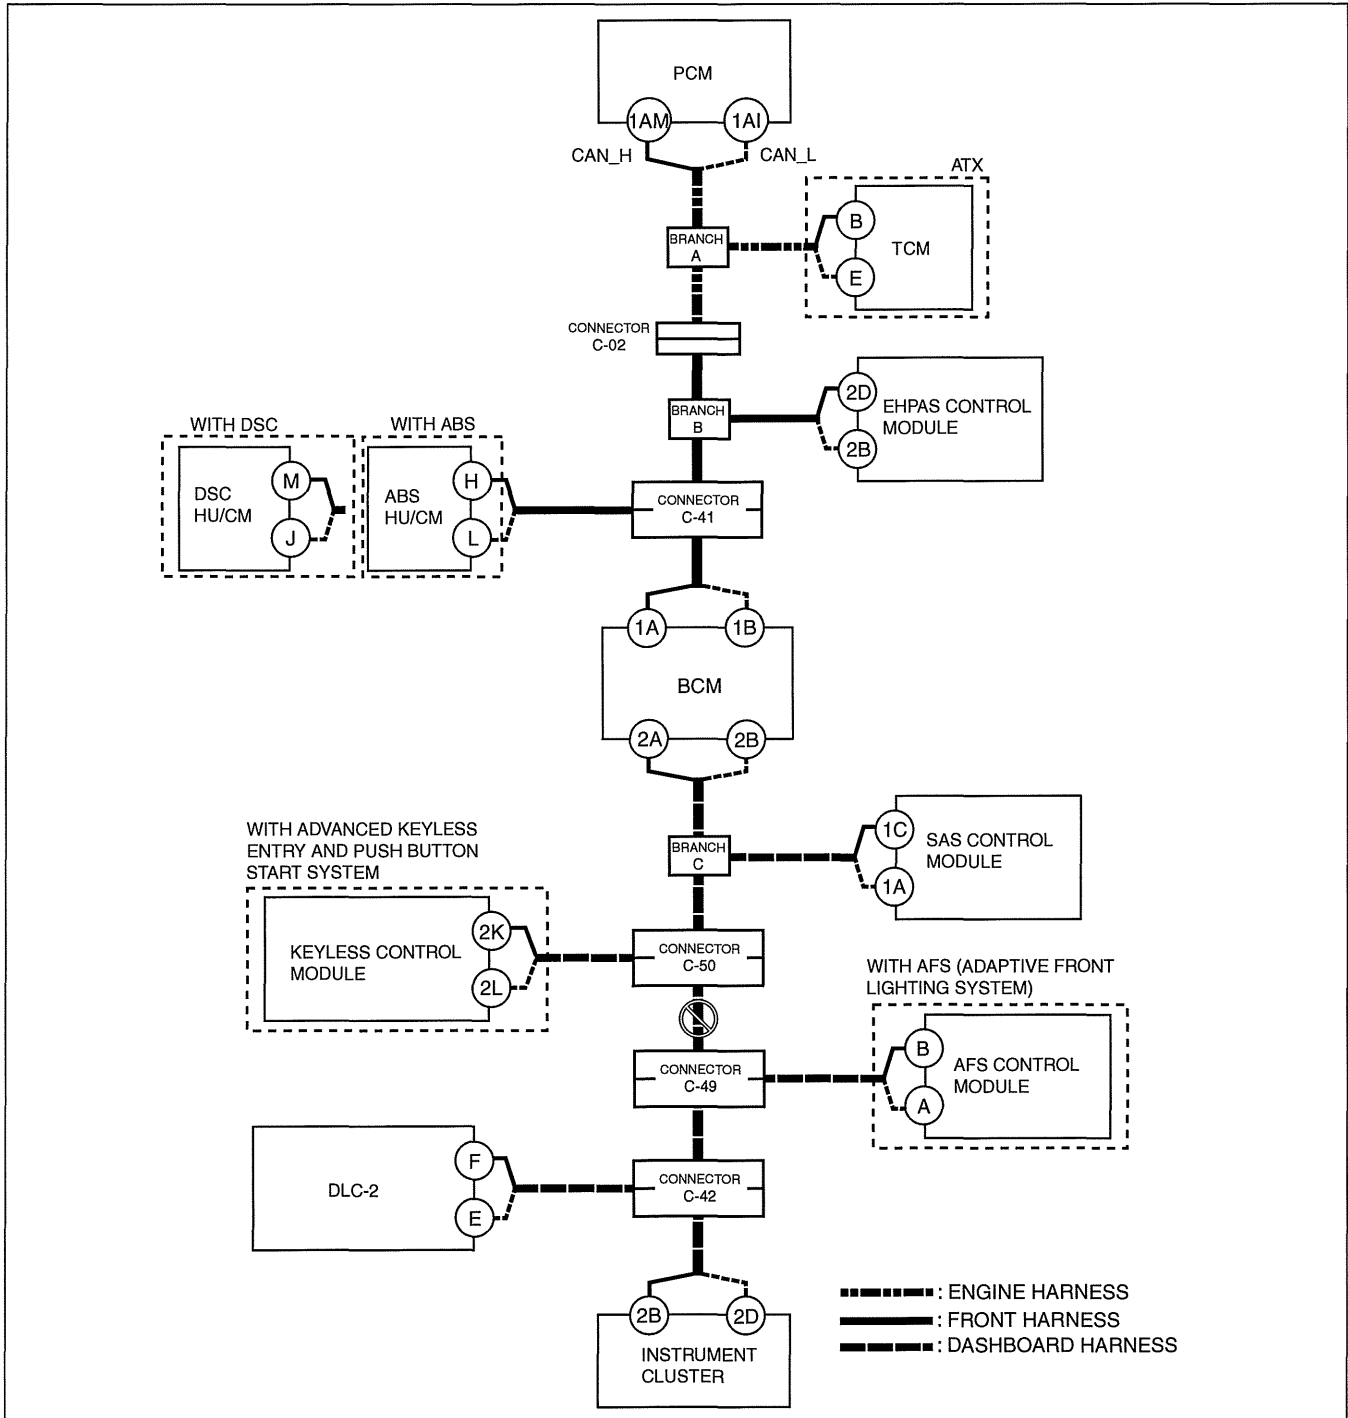 PCM
1AM
1AI
CAN_H
CAN_L
ATX
BRANCH
A
B
E
TCM
CONNECTOR
C-02
BRANCH
B
2D
2B
EHPAS CONTROL
MODULE
WITH DSC
WITH ABS
DSC
HU/CM
M
J
ABS
HU/CM
H
L
CONNECTOR
C-41
1A
1B
BCM
2A
2B
BRANCH
C
1C
1A
SAS CONTROL
MODULE
WITH ADVANCED KEYLESS
ENTRY AND PUSH BUTTON
START SYSTEM
KEYLESS CONTROL
MODULE
2K
2L
CONNECTOR
C-50
WITH AFS (ADAPTIVE FRONT
LIGHTING SYSTEM)
CONNECTOR
C-49
B
A
AFS CONTROL
MODULE
DLC-2
F
E
CONNECTOR
C-42
2B
2D
INSTRUMENT
CLUSTER
: ENGINE HARNESS
: FRONT HARNESS
: DASHBOARD HARNESS